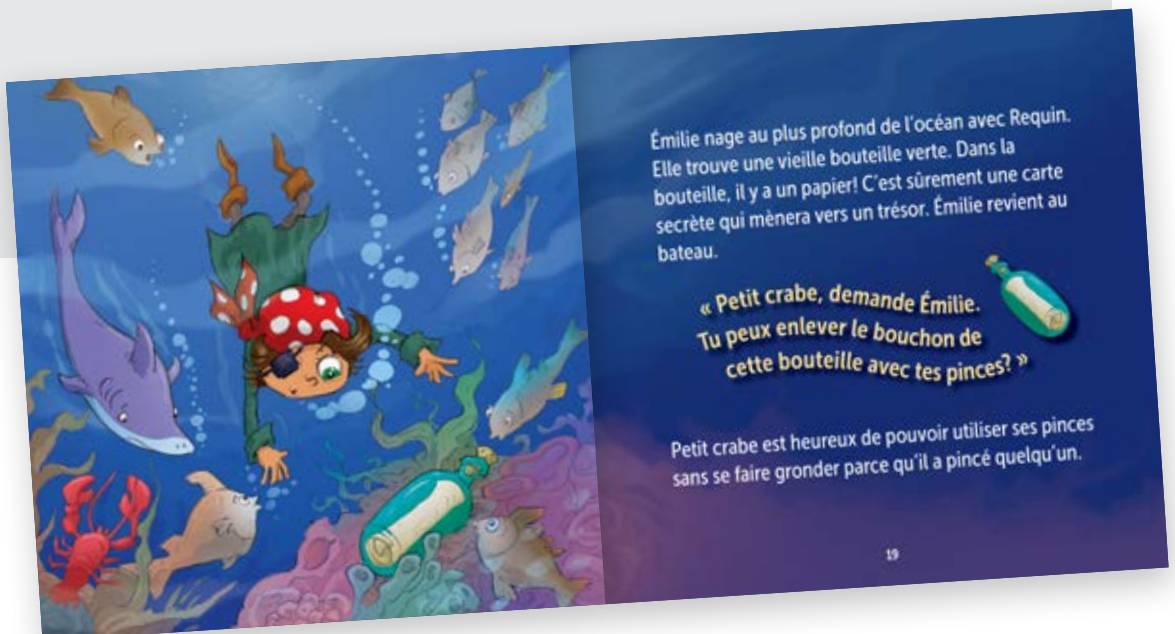 Émilie nage au plus profond de l'océan avec Requin.
Elle trouve une vieille bouteille verte. Dans la
bouteille, il y a un papier! C'est sûrement une carte
secrète qui mènera vers un trésor. Émilie revient au
bateau.
« Petit crabe, demande Émilie.
Tu peux enlever le bouchon de
cette bouteille avec tes pinces? »
Petit crabe est heureux de pouvoir utiliser ses pinces
sans se faire gronder parce qu'il a pincé quelqu'un.
19